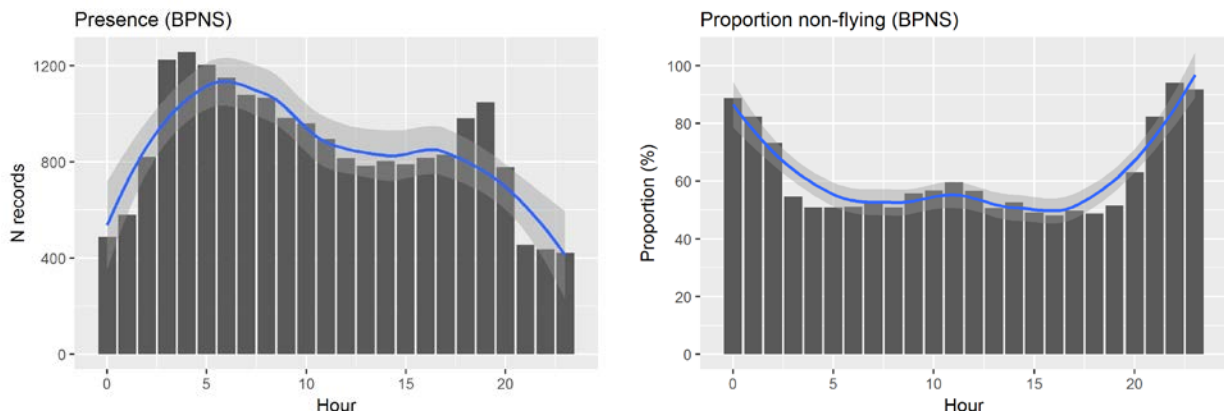 Presence (BPNS)
N records
1200
800
400
0
0 5 10 15 20
Hour
Proportion non-flying (BPNS)
Proportion (%)
100
80
60
40
20
0
0 5 10 15 20
Hour